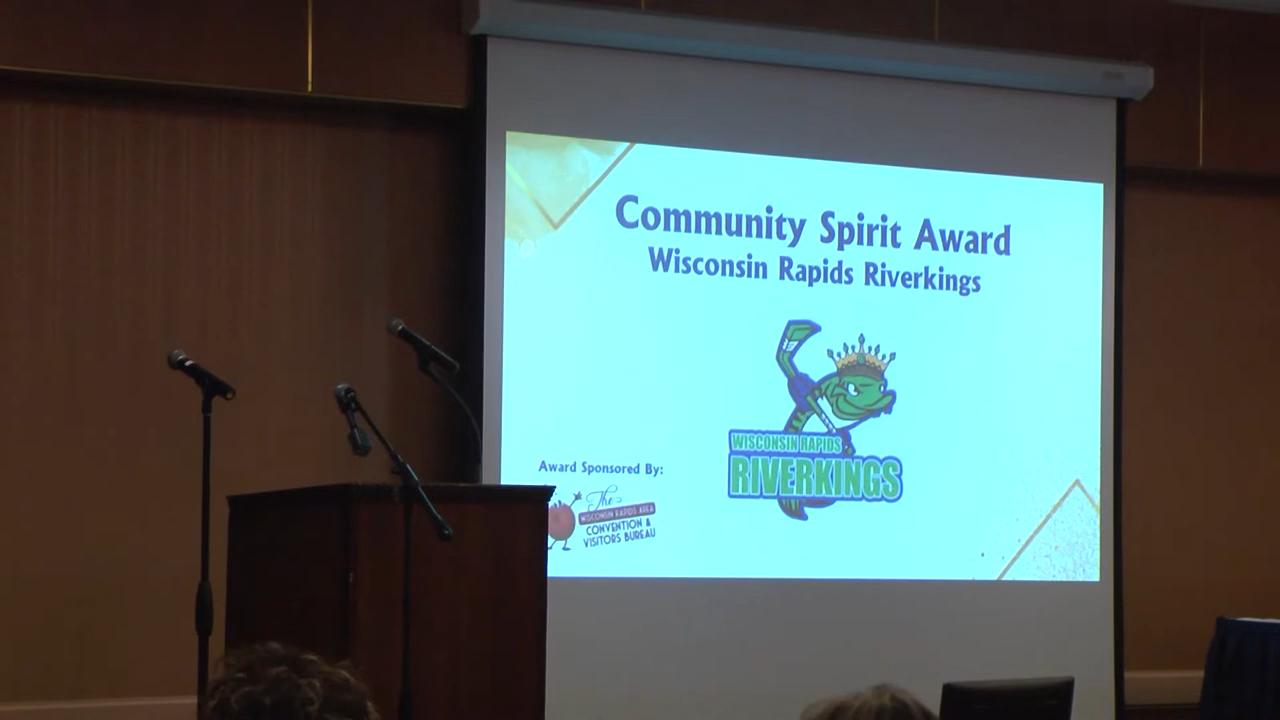 Community Spirit Award
Wisconsin Rapids Riverkings
WISCONSIN RAPIDS
RIVERKINGS
Award Sponsored By:
The
WISCONSIN RAPIDS AREA
CONVENTION &
VISITORS BUREAU